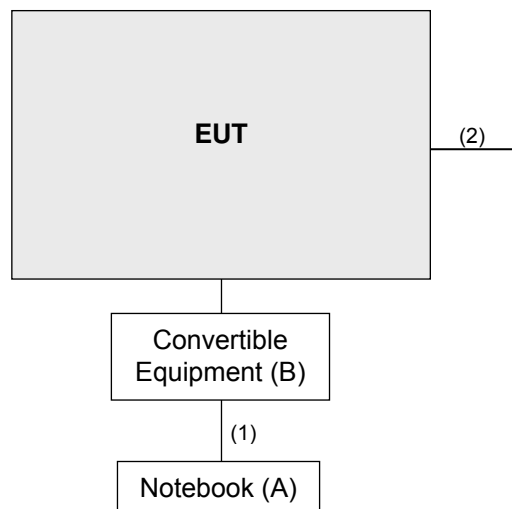 EUT
(2)
Convertible
Equipment (B)
(1)
Notebook (A)